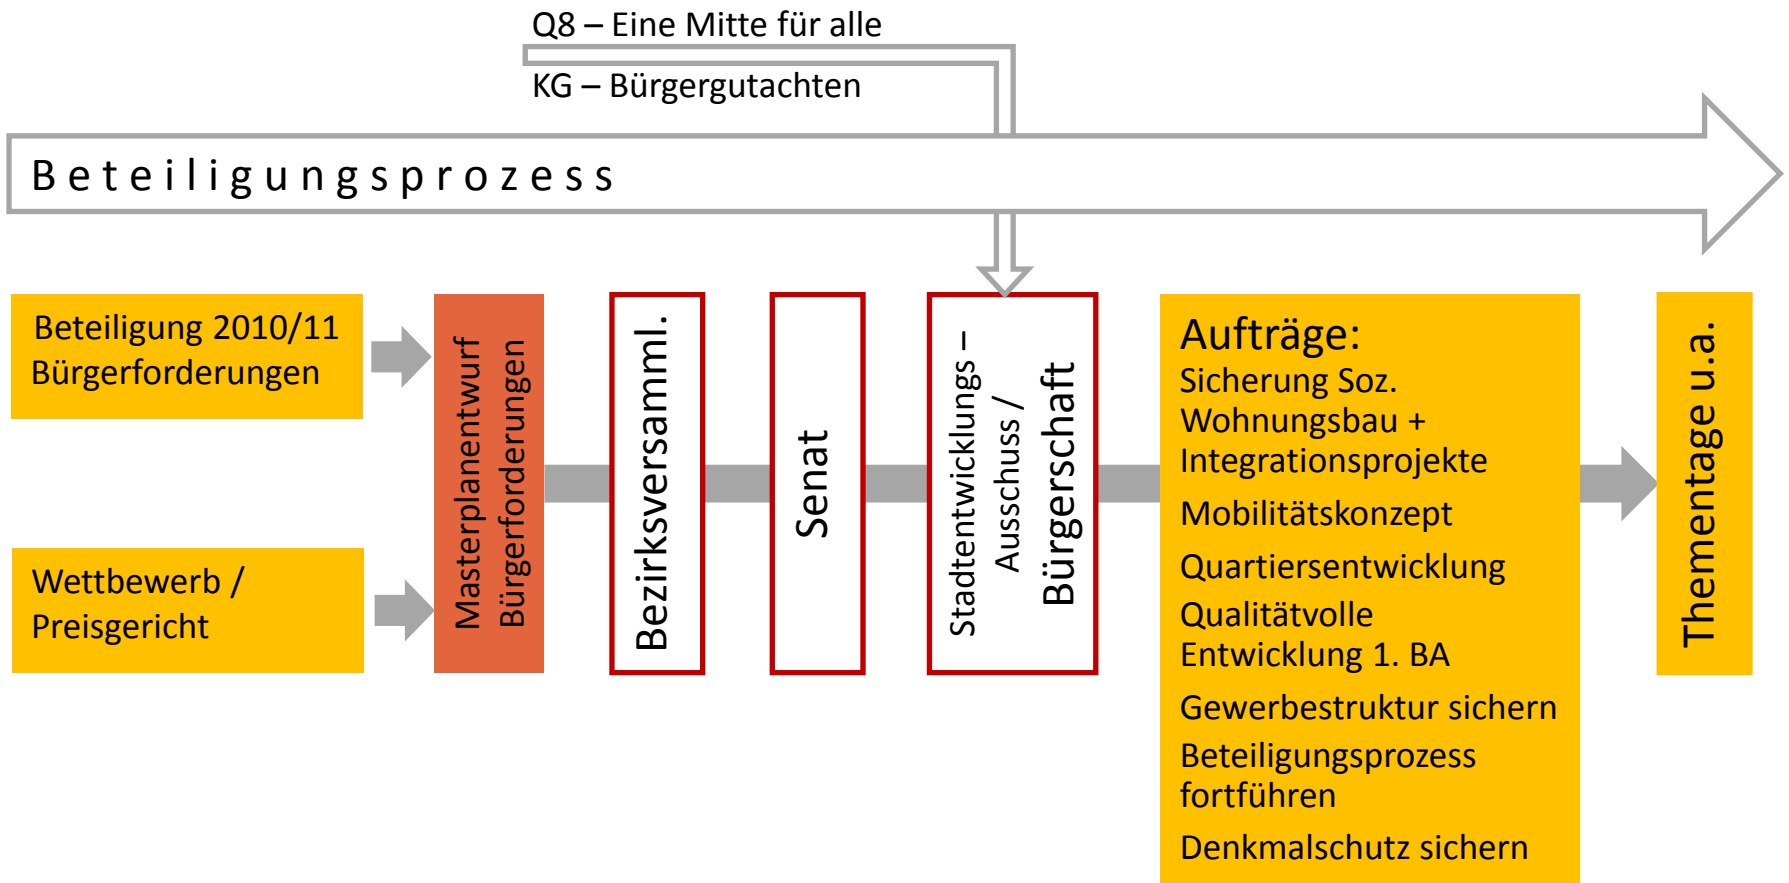 Q8 – Eine Mitte für alle
KG – Bürgergutachten
Beteiligungsprozess
Beteiligung 2010/11
Bürgerforderungen
Wettbewerb /
Preisgericht
Masterplanentwurf
Bürgerforderungen
Bezirksversamml.
Senat
Stadtentwicklungs –
Ausschuss /
Bürgerschaft
Aufträge:
Sicherung Soz.
Wohnungsbau +
Integrationsprojekte
Mobilitätskonzept
Quartiersentwicklung
Qualitätvolle
Entwicklung 1. BA
Gewerbestruktur sichern
Beteiligungsprozess
fortführen
Denkmalschutz sichern
Thementage u.a.